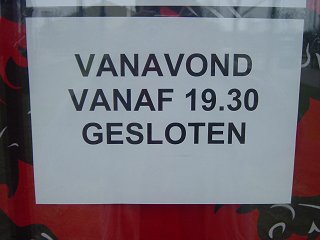 VANAVOND
VANAF 19.30
GESLOTEN